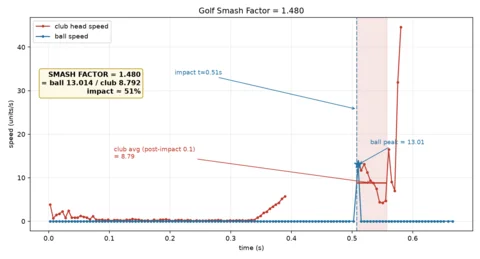 Golf Smash Factor = 1.480
club head speed
ball speed
SMASH FACTOR = 1.480
= ball 13.014 / club 8.792
impact = 51%
impact t=0.51s
ball peak = 13.01
club avg (post-impact 0.1)
= 8.79
speed (units/s)
40
30
20
10
0
0.0 0.1 0.2 0.3 0.4 0.5 0.6
time (s)